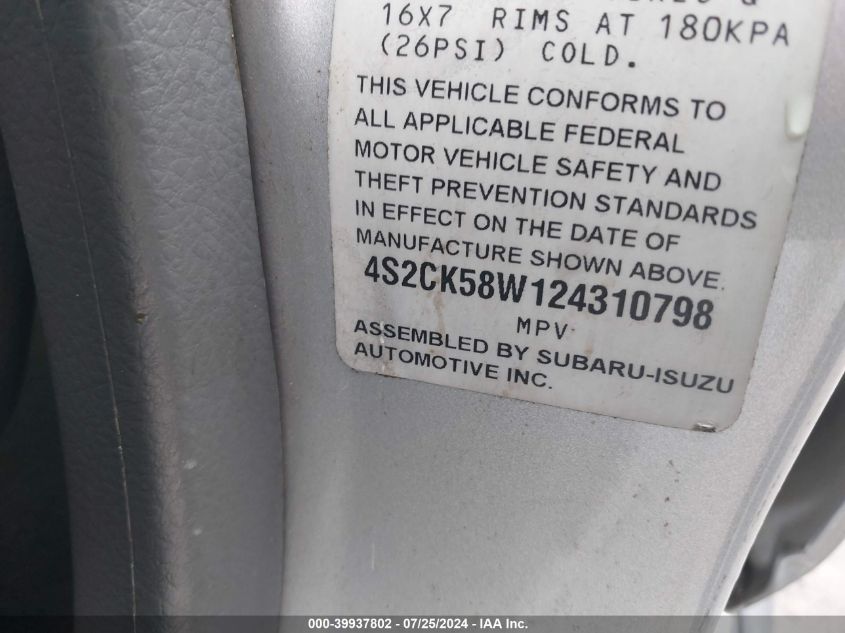 16X7 RIMS AT 180KPA
(26PSI) COLD.
THIS VEHICLE CONFORMS TO
ALL APPLICABLE FEDERAL
MOTOR VEHICLE SAFETY AND
THEFT PREVENTION STANDARDS
IN EFFECT ON THE DATE OF
MANUFACTURE SHOWN ABOVE.
4S2CK58W124310798
MPV
ASSEMBLED BY SUBARU-ISUZU
AUTOMOTIVE INC.
000-39937802 - 07/25/2024 - IAA Inc.